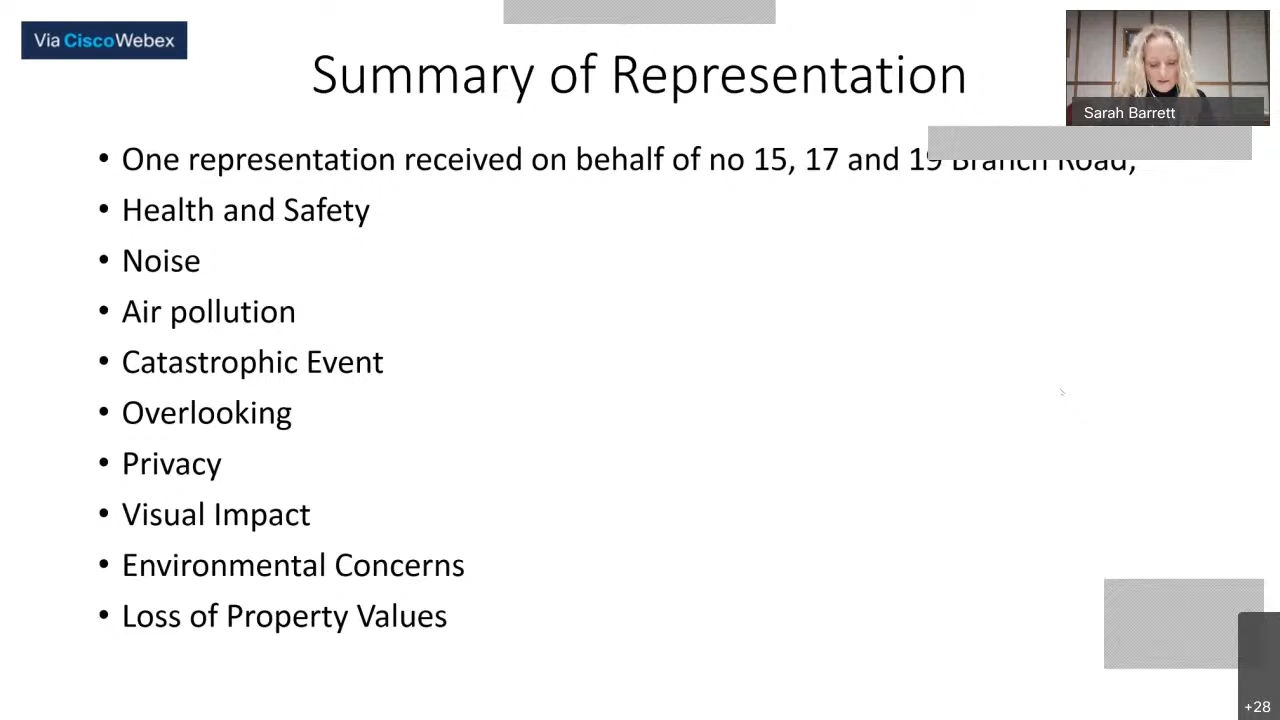 Via Cisco Webex
Summary of Representation
Sarah Barrett
• One representation received on behalf of no 15, 17 and 19 Branch Road,
• Health and Safety
• Noise
• Air pollution
• Catastrophic Event
• Overlooking
• Privacy
• Visual Impact
• Environmental Concerns
• Loss of Property Values
+28